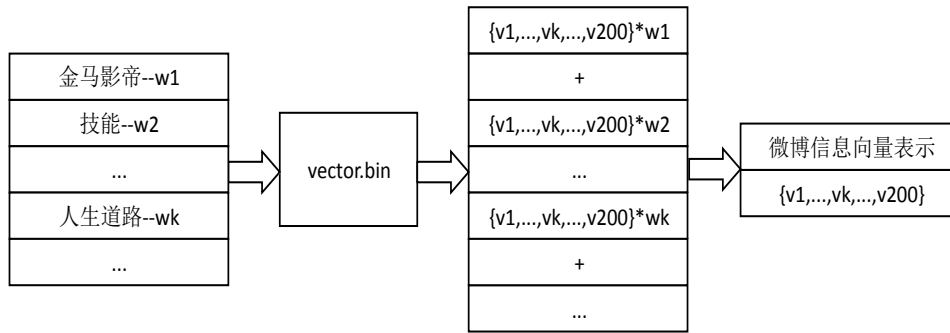 金马影帝--w1
技能--w2
...
人生道路--wk
...
vector.bin
{v1,...,vk,...,v200}*w1
+
{v1,...,vk,...,v200}*w2
...
{v1,...,vk,...,v200}*wk
+
...
微博信息向量表示
{v1,...,vk,...,v200}